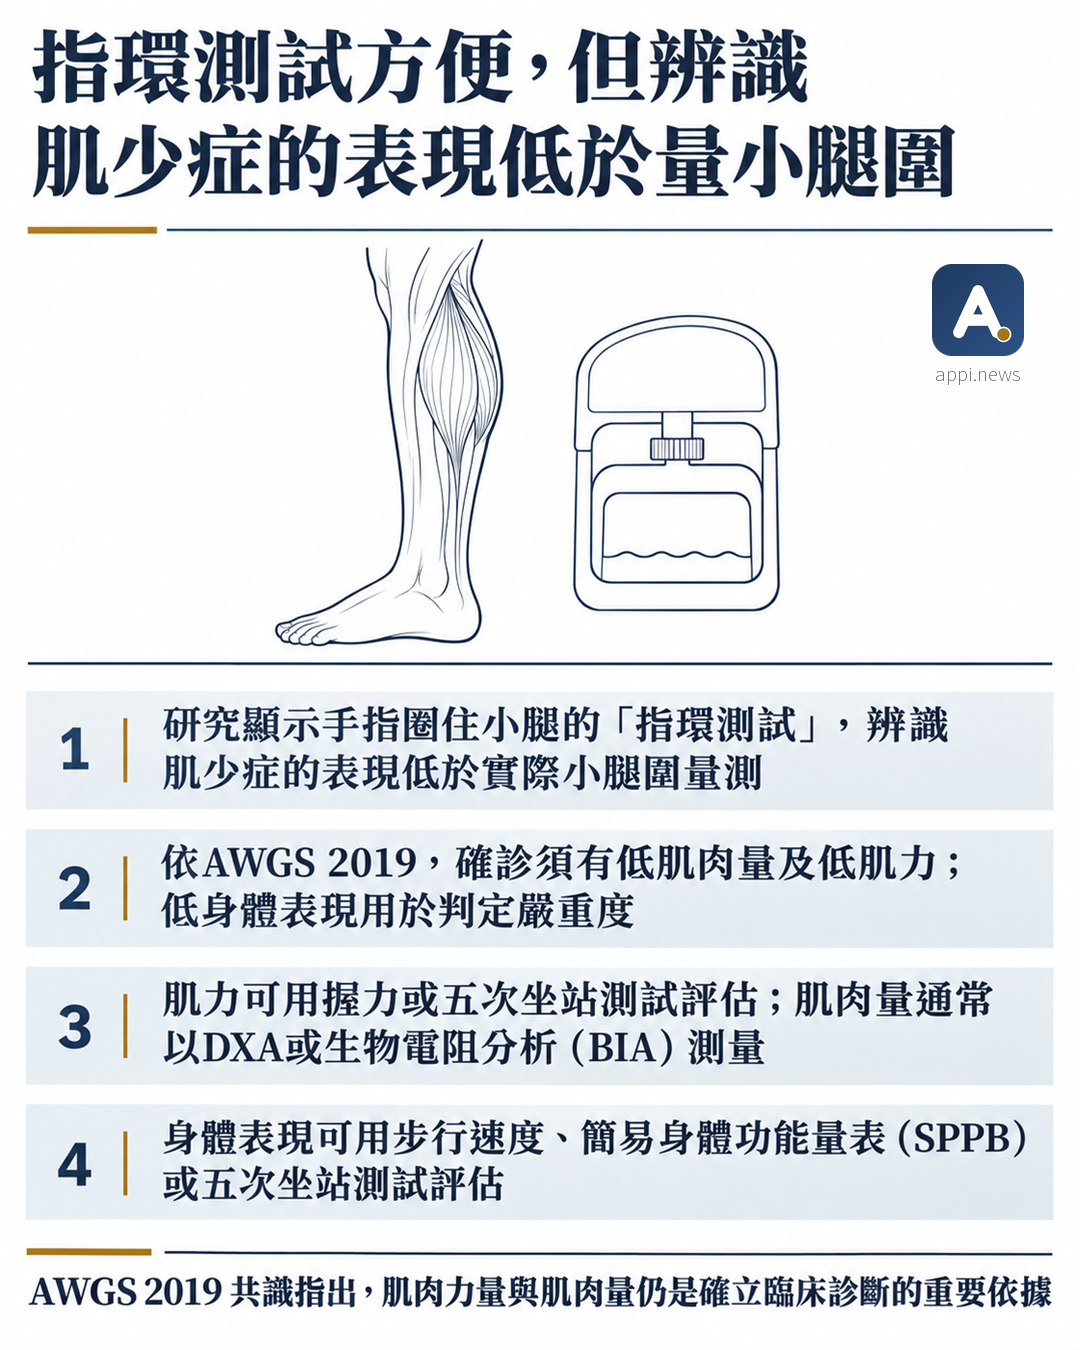 指環測試方便，但辨識
肌少症的表現低於量小腿圍
A
appi.news
1
研究顯示手指圈住小腿的「指環測試」，辨識
肌少症的表現低於實際小腿圍量測
2
依AWGS 2019，確診須有低肌肉量及低肌力；
低身體表現用於判定嚴重度
3
肌力可用握力或五次坐站測試評估；肌肉量通常
以DXA或生物電阻分析（BIA）測量
4
身體表現可用步行速度、簡易身體功能量表（SPPB）
或五次坐站測試評估
AWGS 2019 共識指出，肌肉力量與肌肉量仍是確立臨床診斷的重要依據